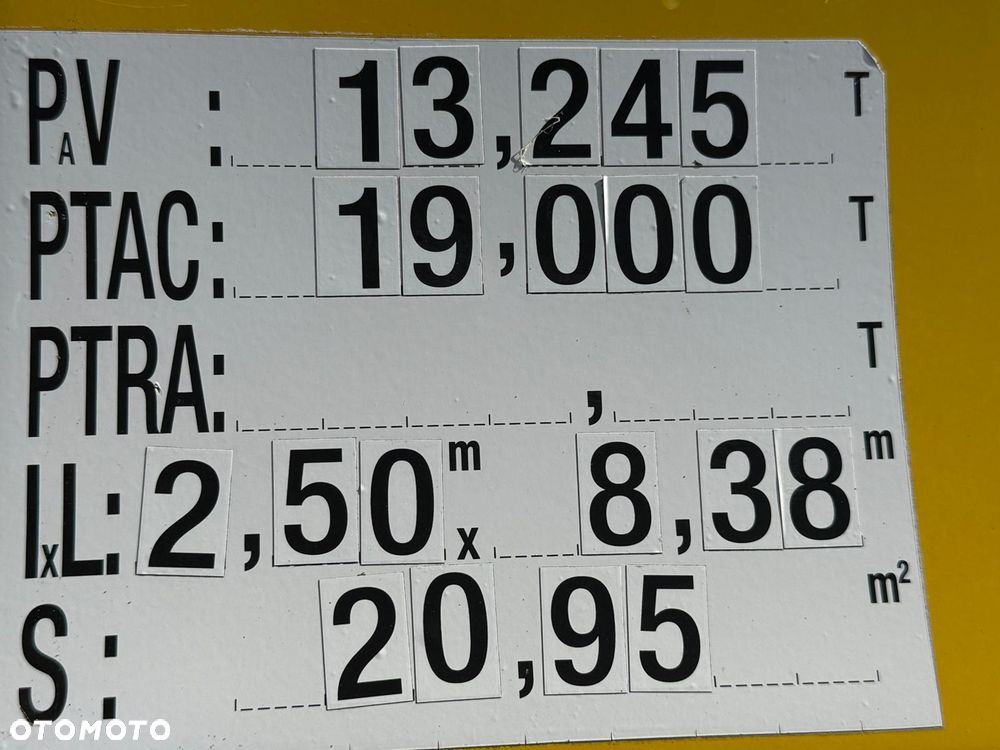 PAV : 13,245 T
PTAC: 19,000 T
PTRA: , T
IxL: 2,50 m x 8,38 m
S : 20,95 m²
OTOMOTO